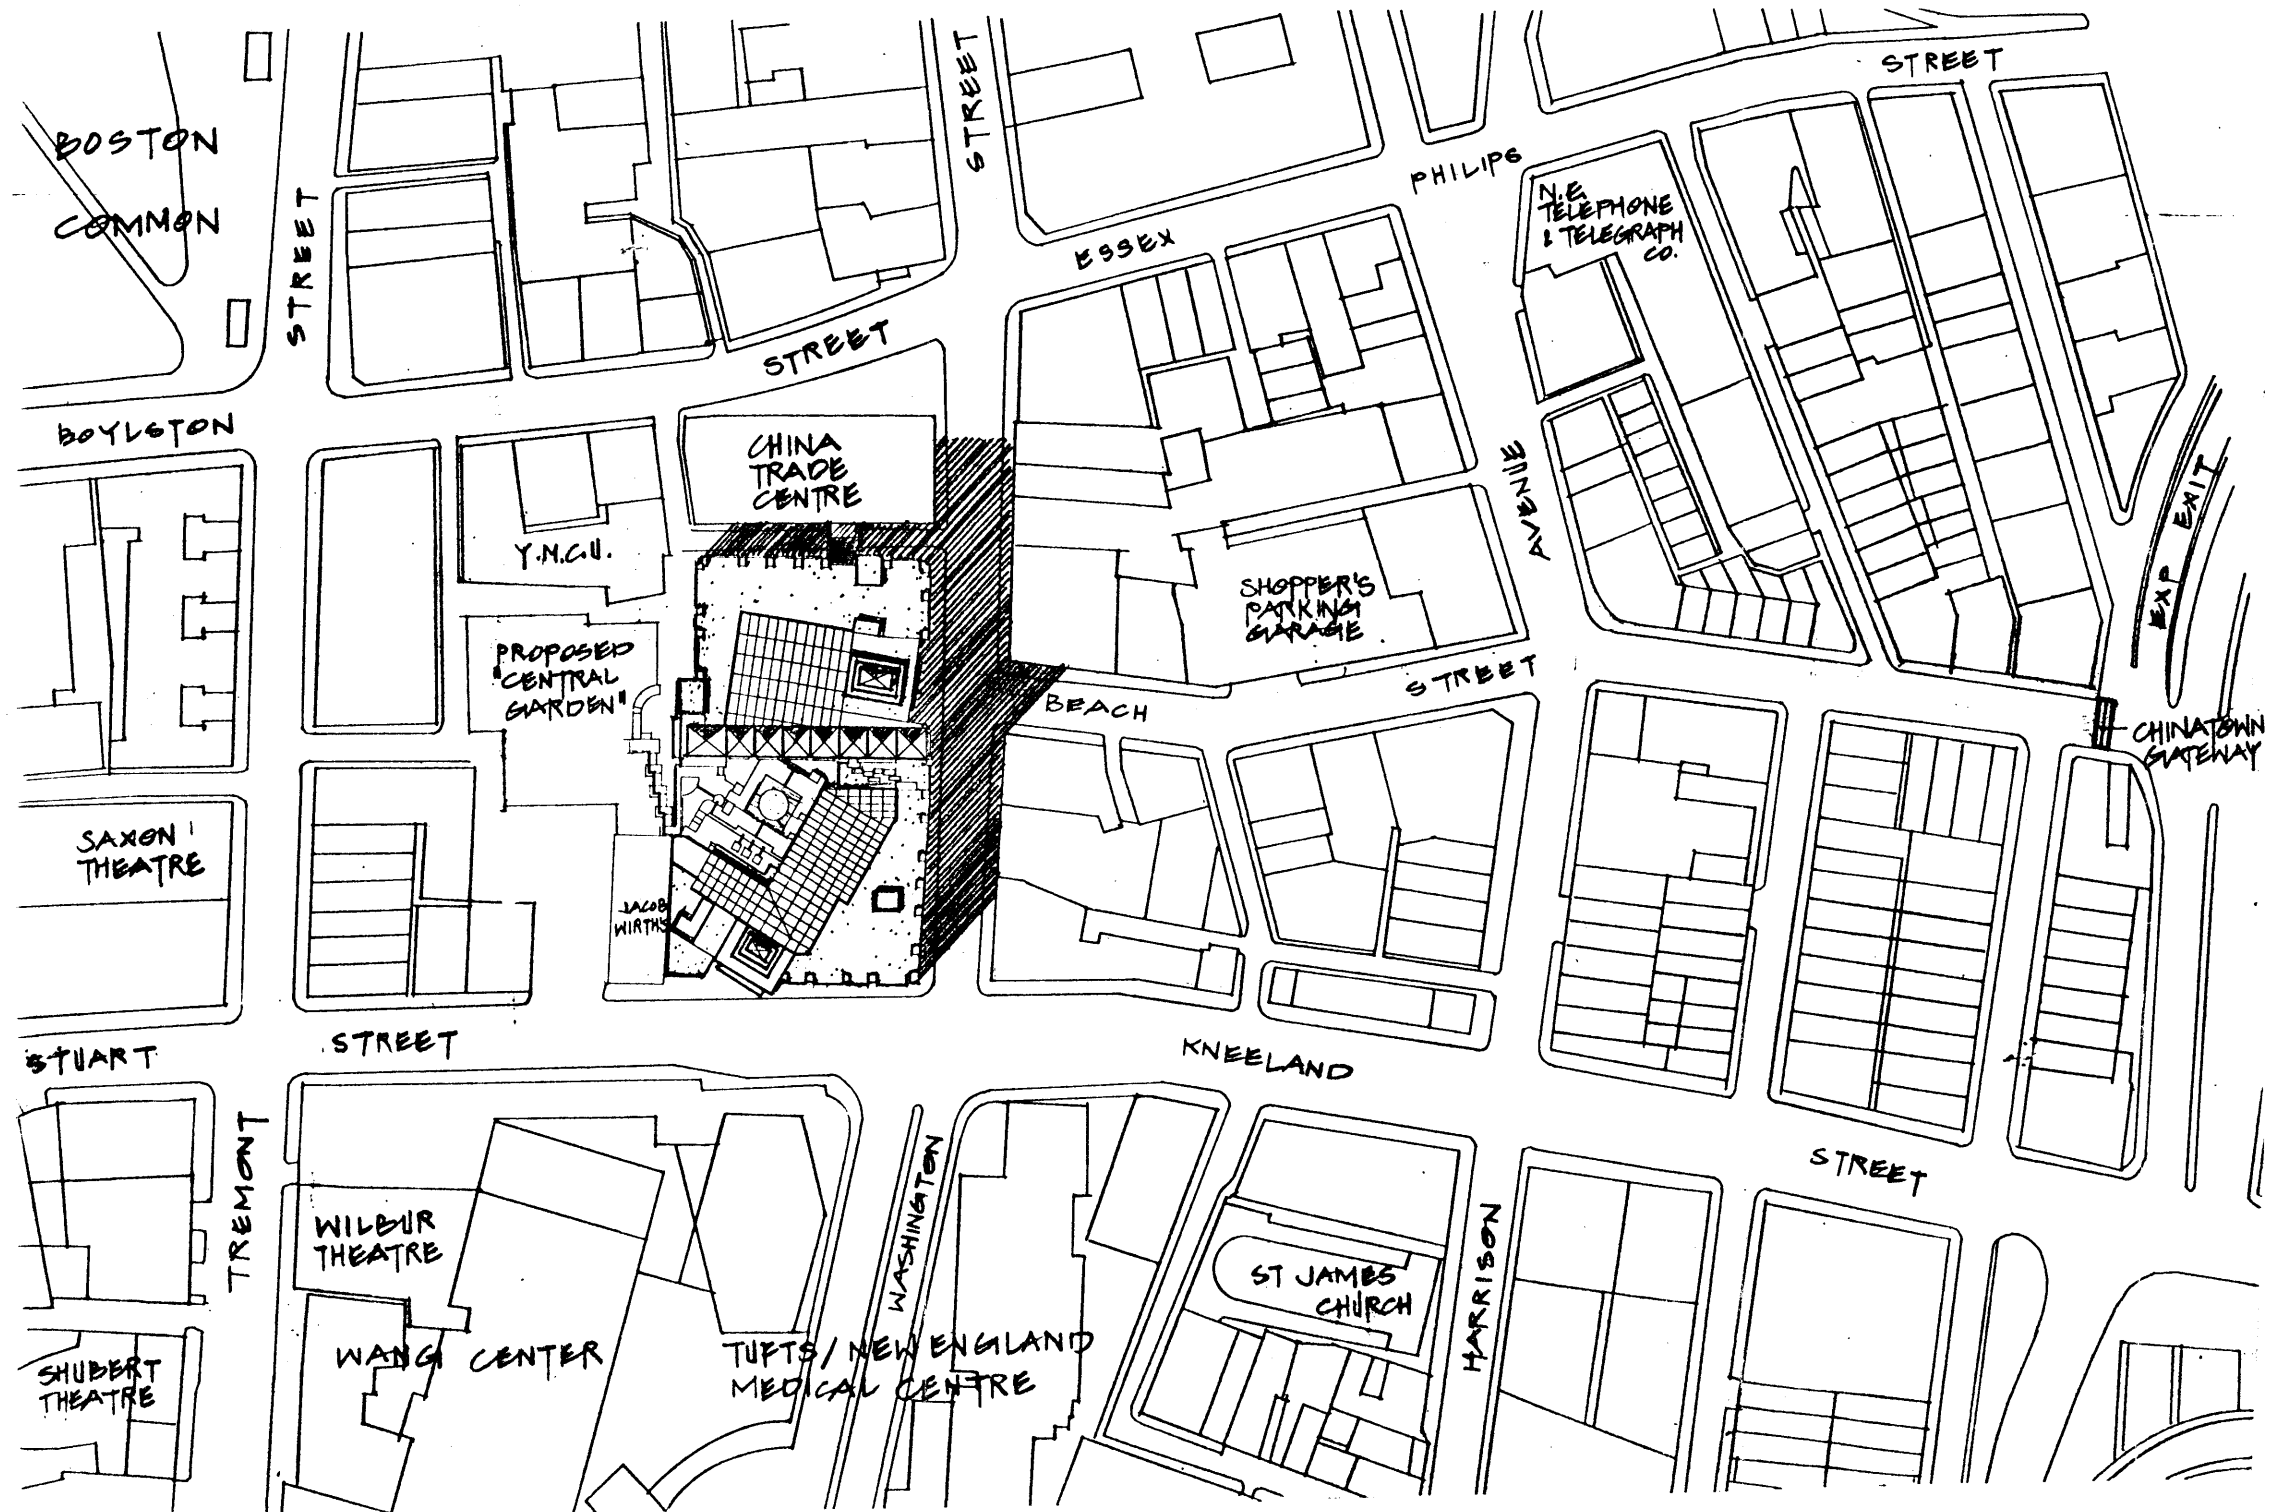 BOSTON
COMMON
STREET
STREET
STREET
PHILIPS
N.E.
TELEPHONE
& TELEGRAPH
CO.
ESSEX
STREET
BOYLSTON
CHINA
TRADE
CENTRE
Y.M.C.U.
AVENUE
EXP EXIT
SHOPPER'S
PARKING
GARAGE
PROPOSED
"CENTRAL
GARDEN"
STREET
BEACH
CHINATOWN
GATEWAY
SAXON
THEATRE
JACOB
WIRTH'S
STREET
STUART
KNEELAND
STREET
TREMONT
WASHINGTON
HARRISON
WILBUR
THEATRE
ST JAMES
CHURCH
WANG CENTER
TUFTS / NEW ENGLAND
MEDICAL CENTRE
SHUBERT
THEATRE